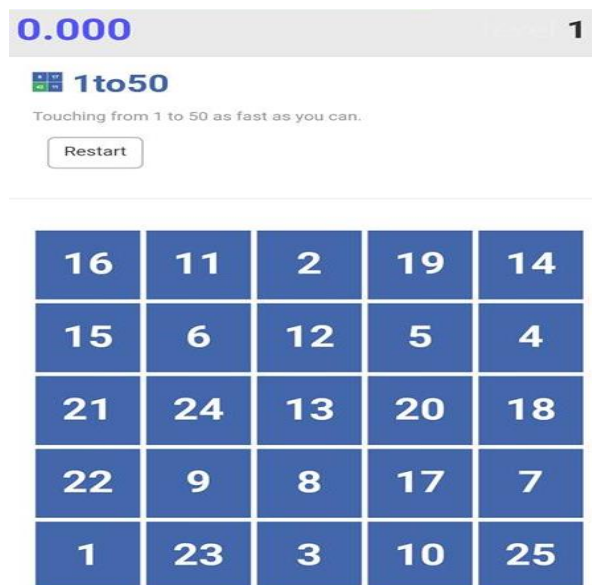 0.000 1
1to50
Touching from 1 to 50 as fast as you can.
Restart
16 11 2 19 14
15 6 12 5 4
21 24 13 20 18
22 9 8 17 7
1 23 3 10 25